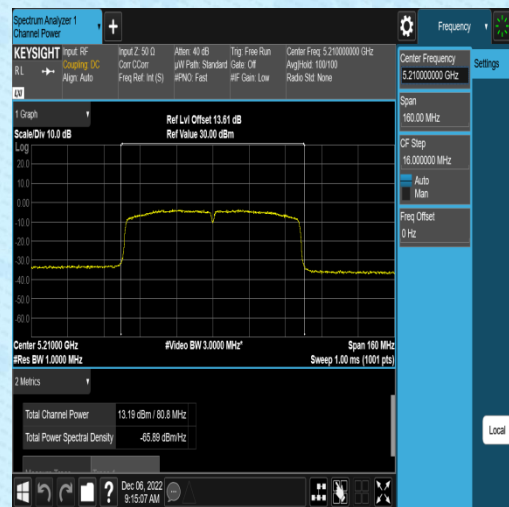 Spectrum Analyzer 1
Channel Power
Frequency
KEYSIGHT
Input: RF
Input Z: 50 Ω
Atten: 40 dB
Trig: Free Run
Center Freq: 5.210000000 GHz
RL
Coupling: DC
Corr CCorr
µW Path: Standard
Gate: Off
Avg|Hold: 100/100
Align: Auto
Freq Ref: Int (S)
#PNO: Fast
#IF Gain: Low
Radio Std: None
LXI
1 Graph
Ref Lvl Offset 13.61 dB
Scale/Div 10.0 dB
Ref Value 30.00 dBm
Log
20.0
10.0
0.00
-10.0
-20.0
-30.0
-40.0
-50.0
-60.0
Center 5.21000 GHz
#Video BW 3.0000 MHz*
Span 160 MHz
#Res BW 1.0000 MHz
Sweep 1.00 ms (1001 pts)
2 Metrics
Total Channel Power
13.19 dBm / 80.8 MHz
Total Power Spectral Density
-65.89 dBm/Hz
?
Dec 06, 2022
9:15:07 AM
Center Frequency
5.210000000 GHz
Settings
Span
160.00 MHz
CF Step
16.000000 MHz
Auto
Man
Freq Offset
0 Hz
Local